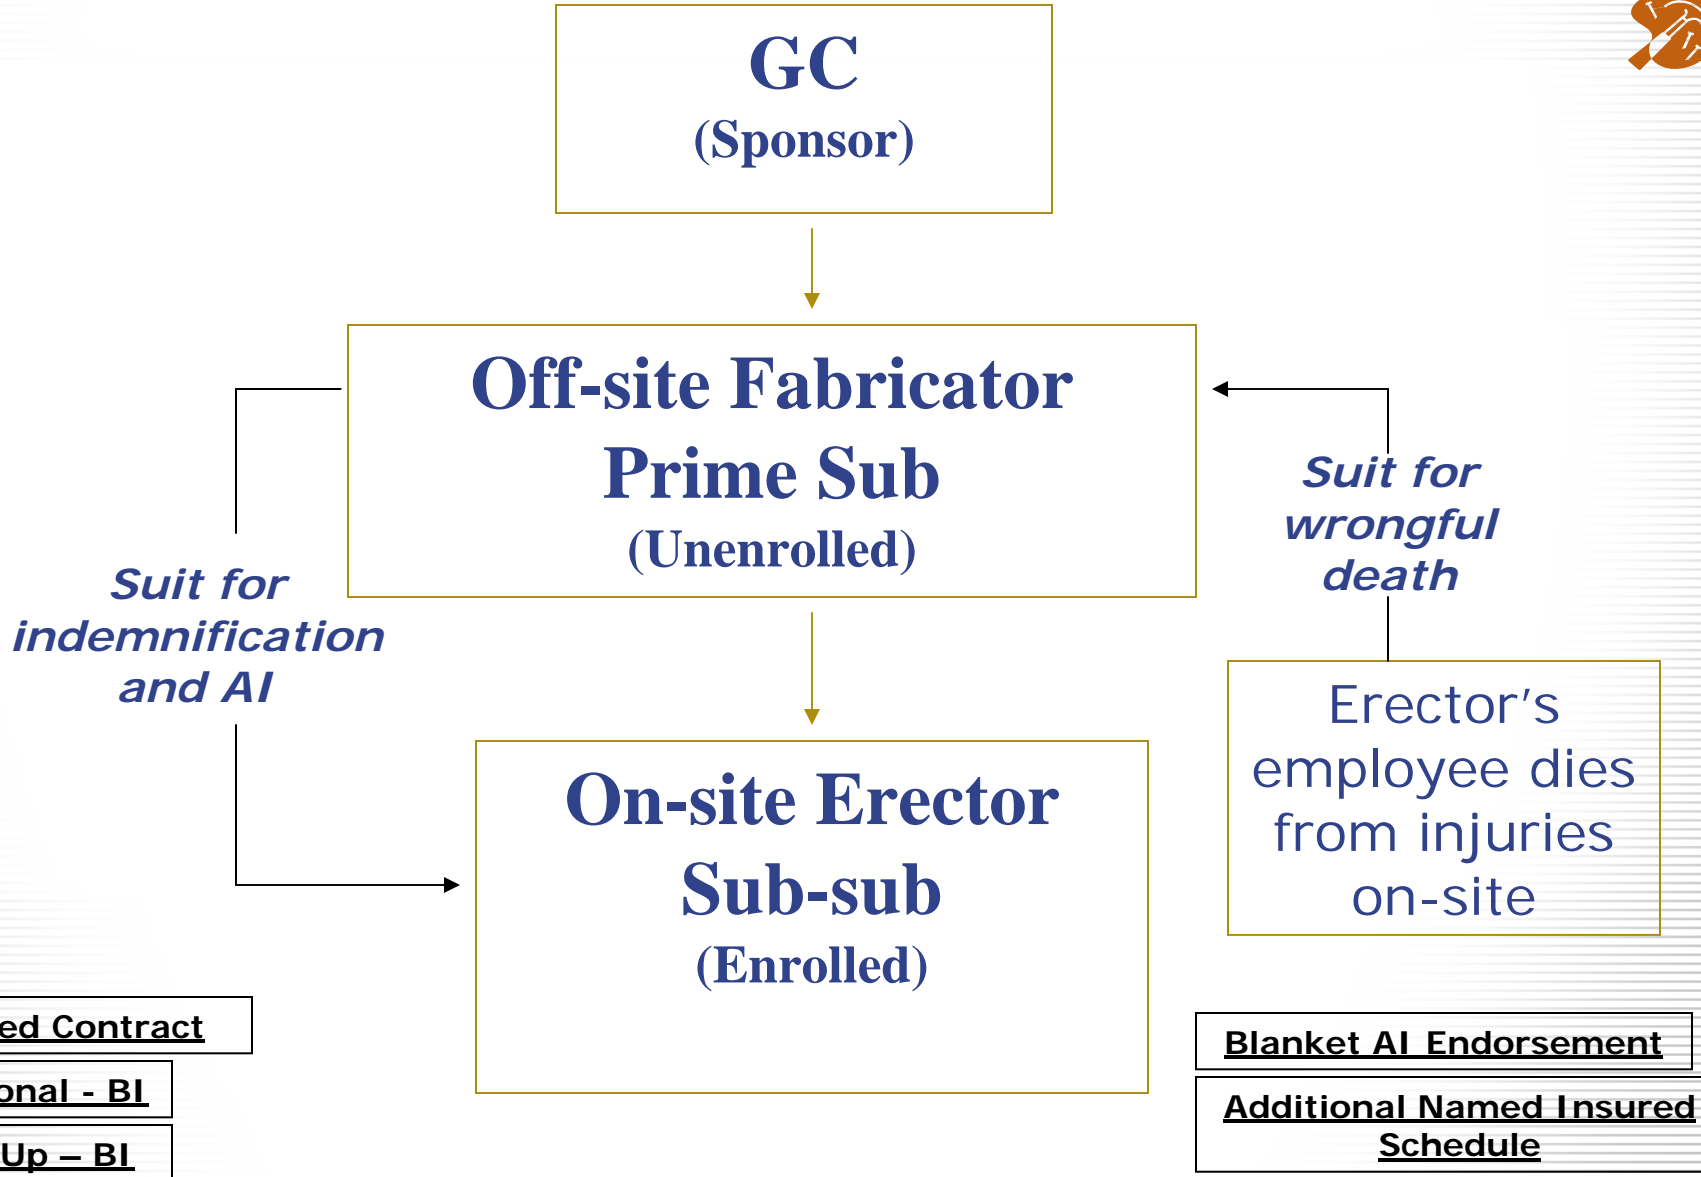 GC
(Sponsor)
Off-site Fabricator
Prime Sub
(Unenrolled)
Suit for
wrongful
death
Suit for
indemnification
and AI
Erector’s
employee dies
from injuries
on-site
On-site Erector
Sub-sub
(Enrolled)
ed Contract
onal - BI
Up – BI
Blanket AI Endorsement
Additional Named Insured
Schedule